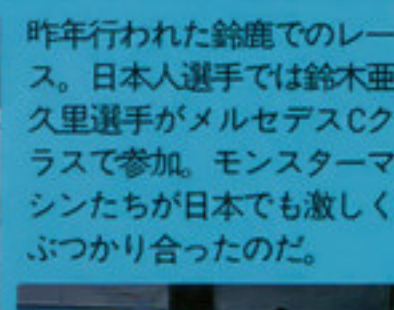 昨年行われた鈴鹿でのレー
ス。日本人選手では鈴木亜
久里選手がメルセデスCク
ラスで参加。モンスターマ
シンたちが日本でも激しく
ぶつかり合ったのだ。